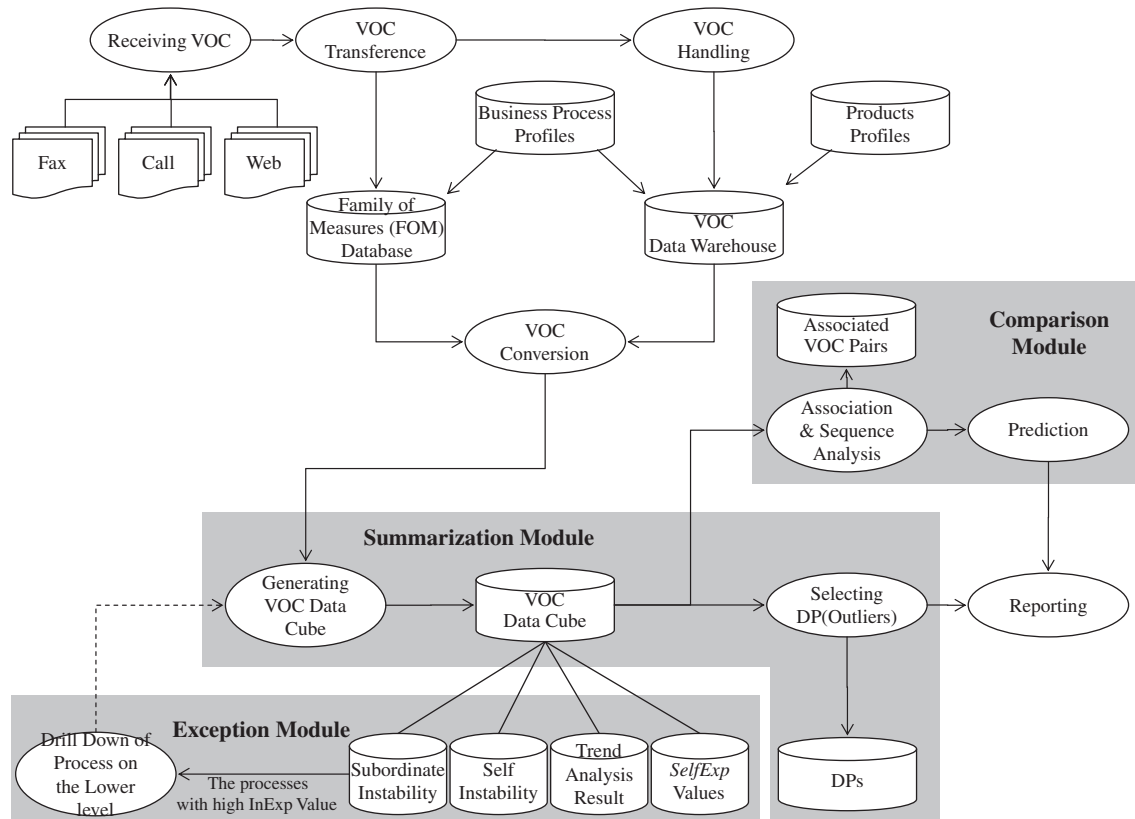 Receiving VOC
VOC
Transference
VOC
Handling
Fax
Call
Web
Business Process
Profiles
Products
Profiles
Family of
Measures (FOM)
Database
VOC
Data Warehouse
VOC
Conversion
Associated
VOC Pairs
Comparison
Module
Association
& Sequence
Analysis
Prediction
Summarization Module
Generating
VOC Data
Cube
VOC
Data Cube
Selecting
DP(Outliers)
Reporting
Exception Module
Drill Down of
Process on
the Lower
level
The processes
with high InExp Value
Subordinate
Instability
Self
Instability
Trend
Analysis
Result
SelfExp
Values
DPs